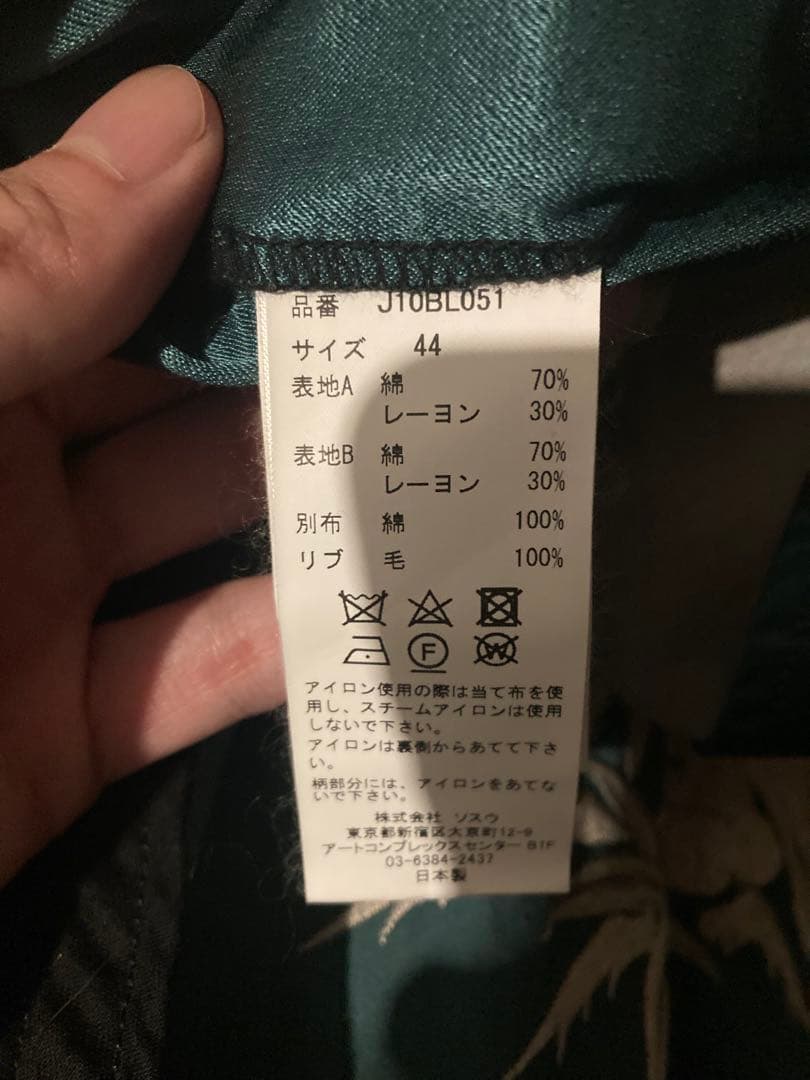 品番 J10BL051
サイズ 44
表地A 綿 70%
レーヨン 30%
表地B 綿 70%
レーヨン 30%
別布 綿 100%
リブ 毛 100%
F W
アイロン使用の際は当て布を使
用し、スチームアイロンは使用
しないで下さい。
アイロンは裏側からあてて下さ
い。
柄部分には、アイロンをあてな
いで下さい。
株式会社 ソスウ
東京都新宿区大京町12-9
アートコンプレックスセンター B1F
03-6384-2437
日本製